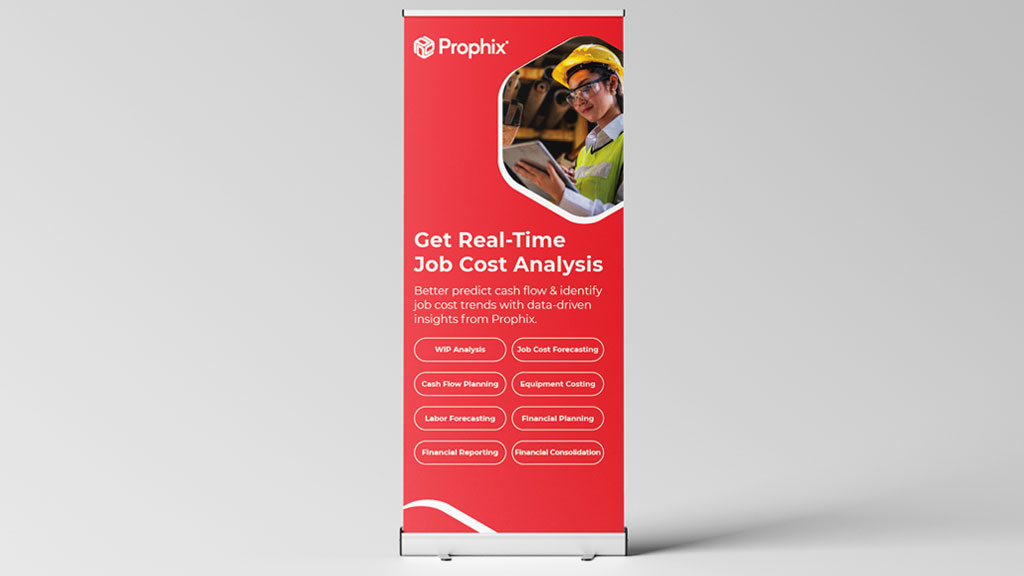 Prophix
Get Real-Time
Job Cost Analysis
Better predict cash flow & identify
job cost trends with data-driven
insights from Prophix.
WIP Analysis
Job Cost Forecasting
Cash Flow Planning
Equipment Costing
Labor Forecasting
Financial Planning
Financial Reporting
Financial Consolidation